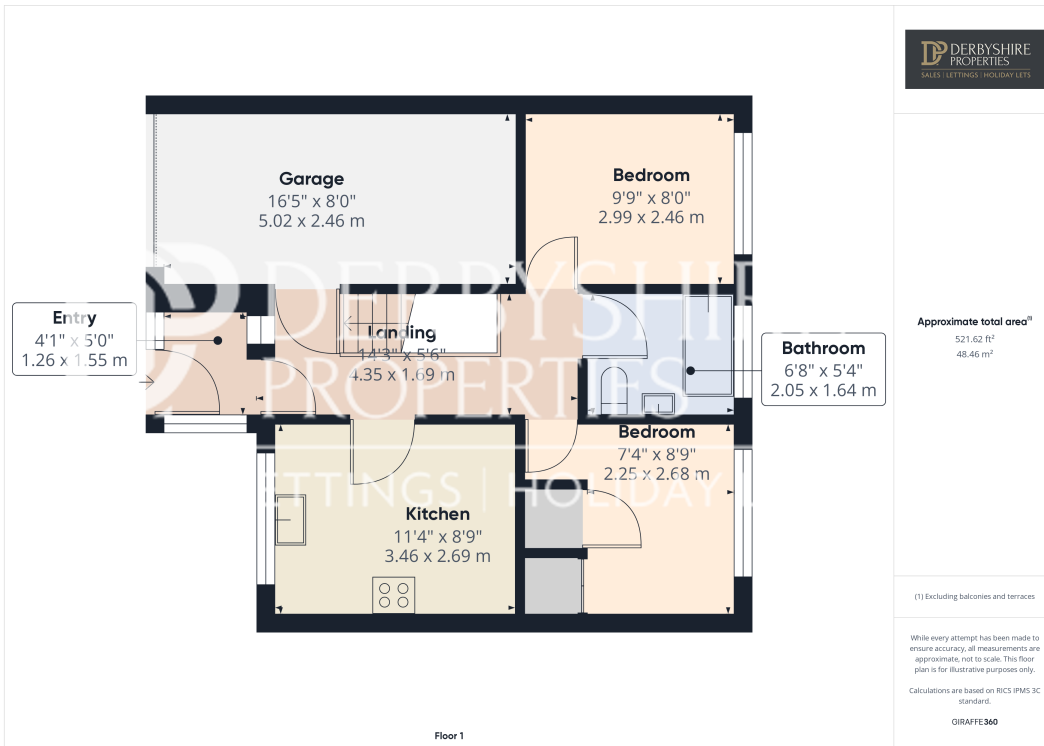 DERBYSHIRE
PROPERTIES
SALES | LETTINGS | HOLIDAY LETS
Garage
16'5" x 8'0"
5.02 x 2.46 m
Bedroom
9'9" x 8'0"
2.99 x 2.46 m
Entry
4'1" x 5'0"
1.26 x 1.55 m
Landing
14'3" x 5'6"
4.35 x 1.69 m
Bathroom
6'8" x 5'4"
2.05 x 1.64 m
Bedroom
7'4" x 8'9"
2.25 x 2.68 m
Kitchen
11'4" x 8'9"
3.46 x 2.69 m
DERBYSHIRE
PROPERTIES
ETTINGS | HOLIDAY L
Floor 1
Approximate total area(1)
521.62 ft²
48.46 m²
(1) Excluding balconies and terraces
While every attempt has been made to
ensure accuracy, all measurements are
approximate, not to scale. This floor
plan is for illustrative purposes only.
Calculations are based on RICS IPMS 3C
standard.
GIRAFFE360